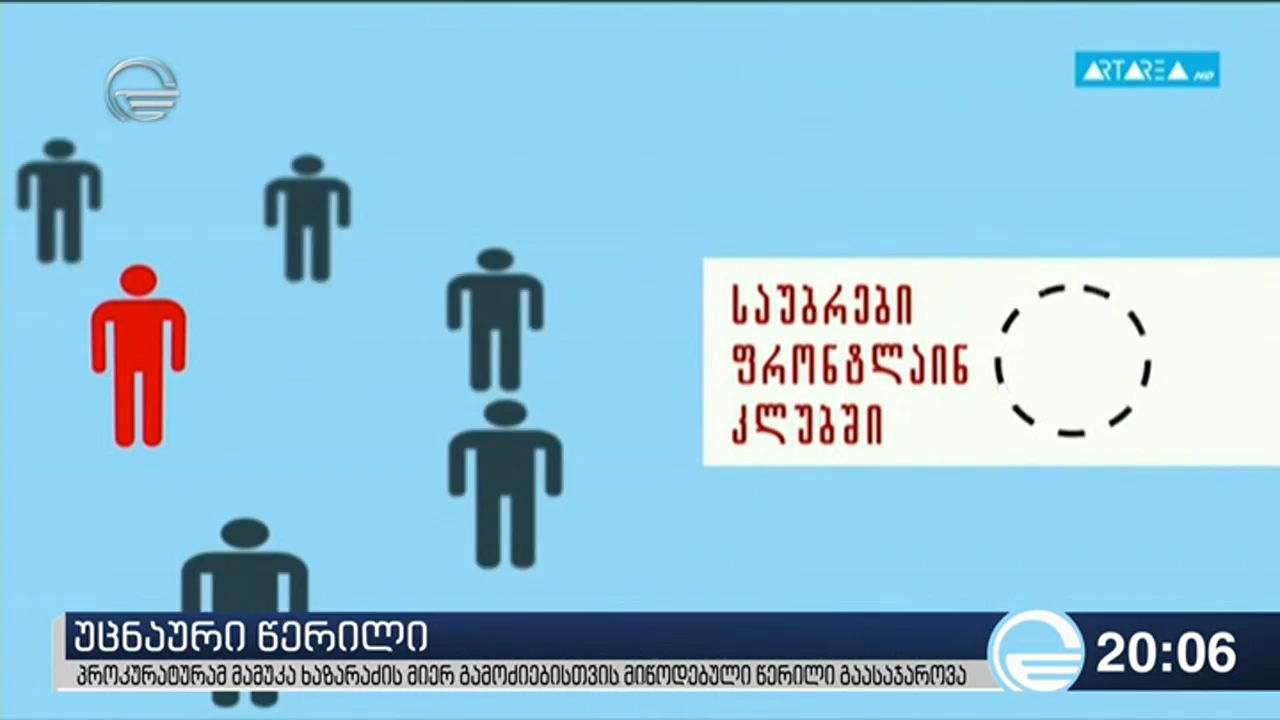 ARTAREA HD
საუბრები
ფრონტლაინ
კლუბში
უცნაური წერილი
პროკურატურამ მამუკა ხაზარაძის მიერ გამოძიებისთვის მიწოდებული წერილი გაასაჯაროვა
20:06